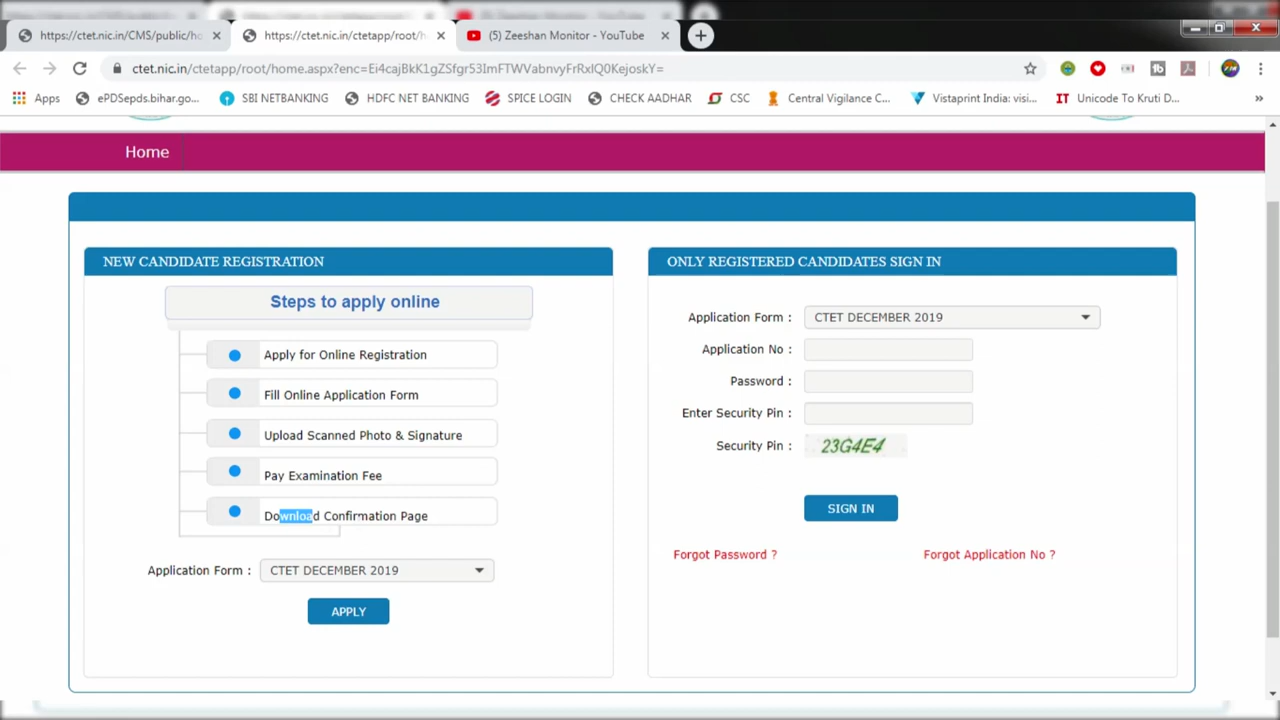 https://ctet.nic.in/CMS/public/ho
https://ctet.nic.in/ctetapp/root/h
(5) Zeeshan Monitor - YouTube
ctet.nic.in/ctetapp/root/home.aspx?enc=Ei4cajBkK1gZSfgr53ImFTWVabnvyFrRxlQ0KejoskY=
Apps
ePDSepds.bihar.go...
SBI NETBANKING
HDFC NET BANKING
SPICE LOGIN
CHECK AADHAR
CSC
Central Vigilance C...
Vistaprint India: visi...
IT Unicode To Kruti D...
Home
NEW CANDIDATE REGISTRATION
Steps to apply online
Apply for Online Registration
Fill Online Application Form
Upload Scanned Photo & Signature
Pay Examination Fee
Download Confirmation Page
Application Form : CTET DECEMBER 2019
APPLY
ONLY REGISTERED CANDIDATES SIGN IN
Application Form : CTET DECEMBER 2019
Application No :
Password :
Enter Security Pin :
Security Pin : 23G4E4
SIGN IN
Forgot Password ?
Forgot Application No ?